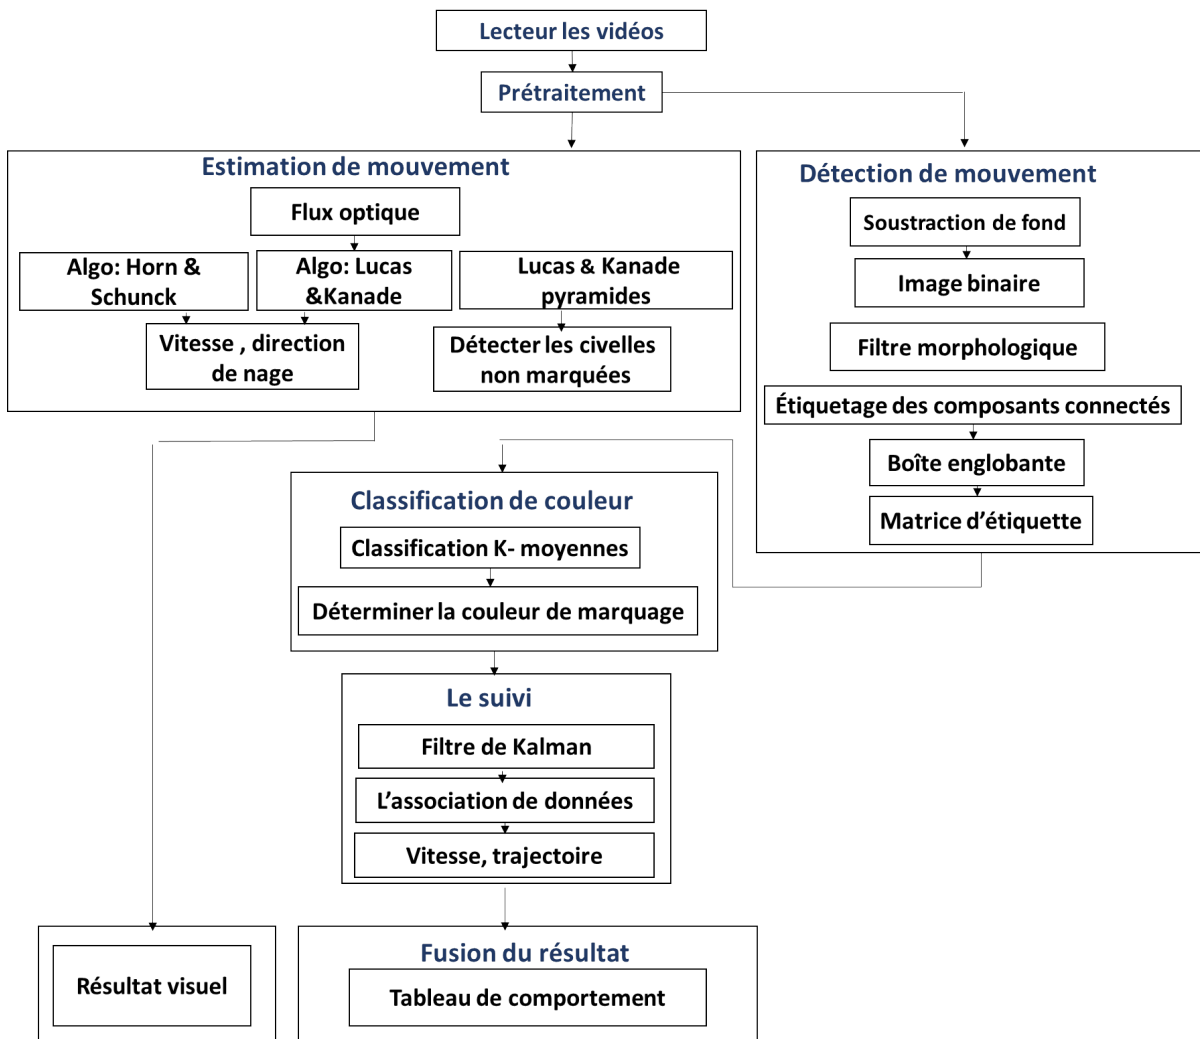 Lecteur les vidéos
Prétraitement
Estimation de mouvement
Flux optique
Algo: Horn &
Schunck
Algo: Lucas
&Kanade
Lucas & Kanade
pyramides
Vitesse , direction
de nage
Détecter les civelles
non marquées
Détection de mouvement
Soustraction de fond
Image binaire
Filtre morphologique
Étiquetage des composants connectés
Boîte englobante
Matrice d’étiquette
Classification de couleur
Classification K- moyennes
Déterminer la couleur de marquage
Le suivi
Filtre de Kalman
L’association de données
Vitesse, trajectoire
Résultat visuel
Fusion du résultat
Tableau de comportement